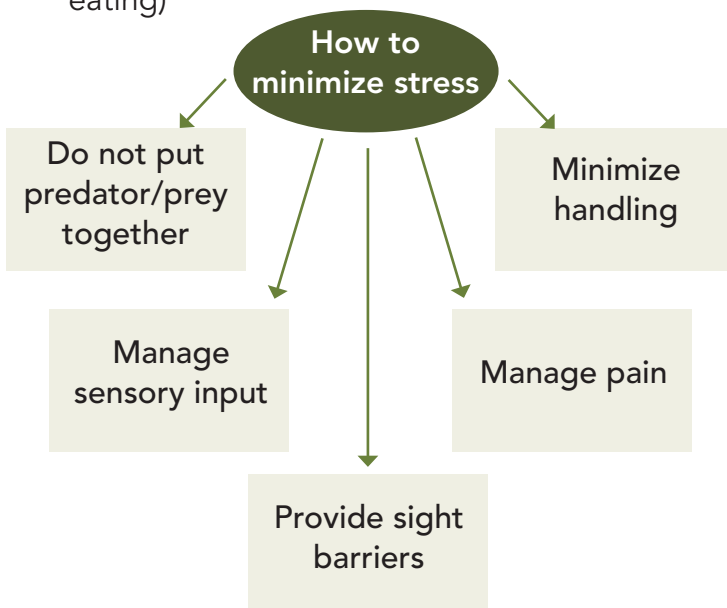 eating)
How to
minimize stress
Do not put
predator/prey
together
Minimize
handling
Manage
sensory input
Manage pain
Provide sight
barriers